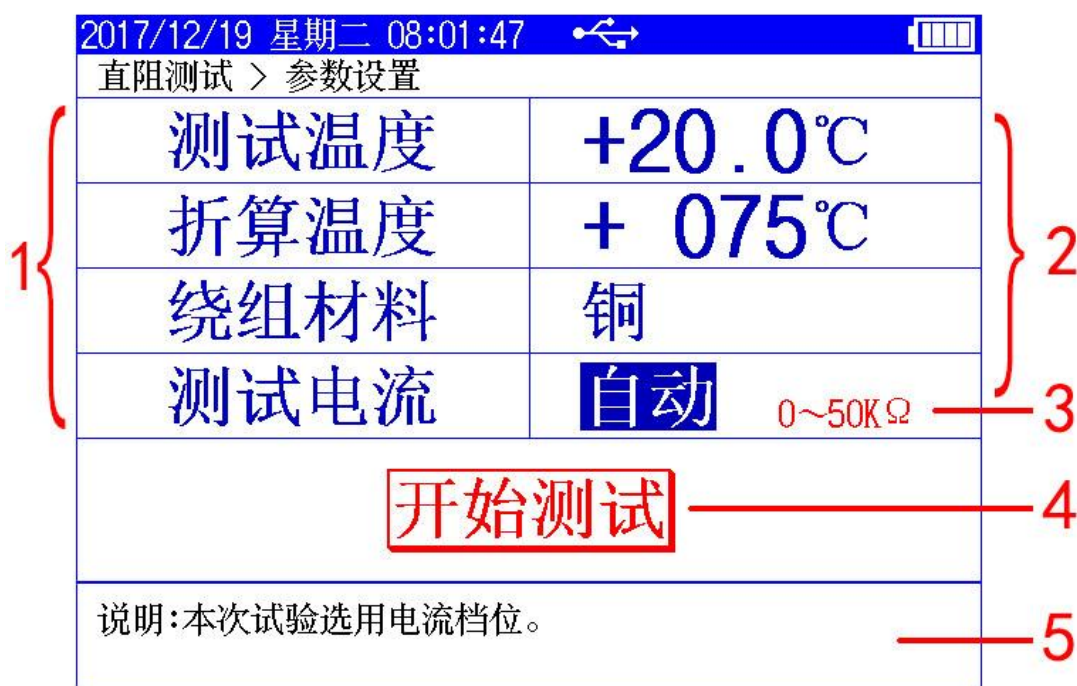 2017/12/19 星期二 08:01:47
直阻测试 > 参数设置
测试温度 +20.0℃
折算温度 + 075℃
绕组材料 铜
测试电流 自动 0~50KΩ
开始测试
说明:本次试验选用电流档位。
1
2
3
4
5